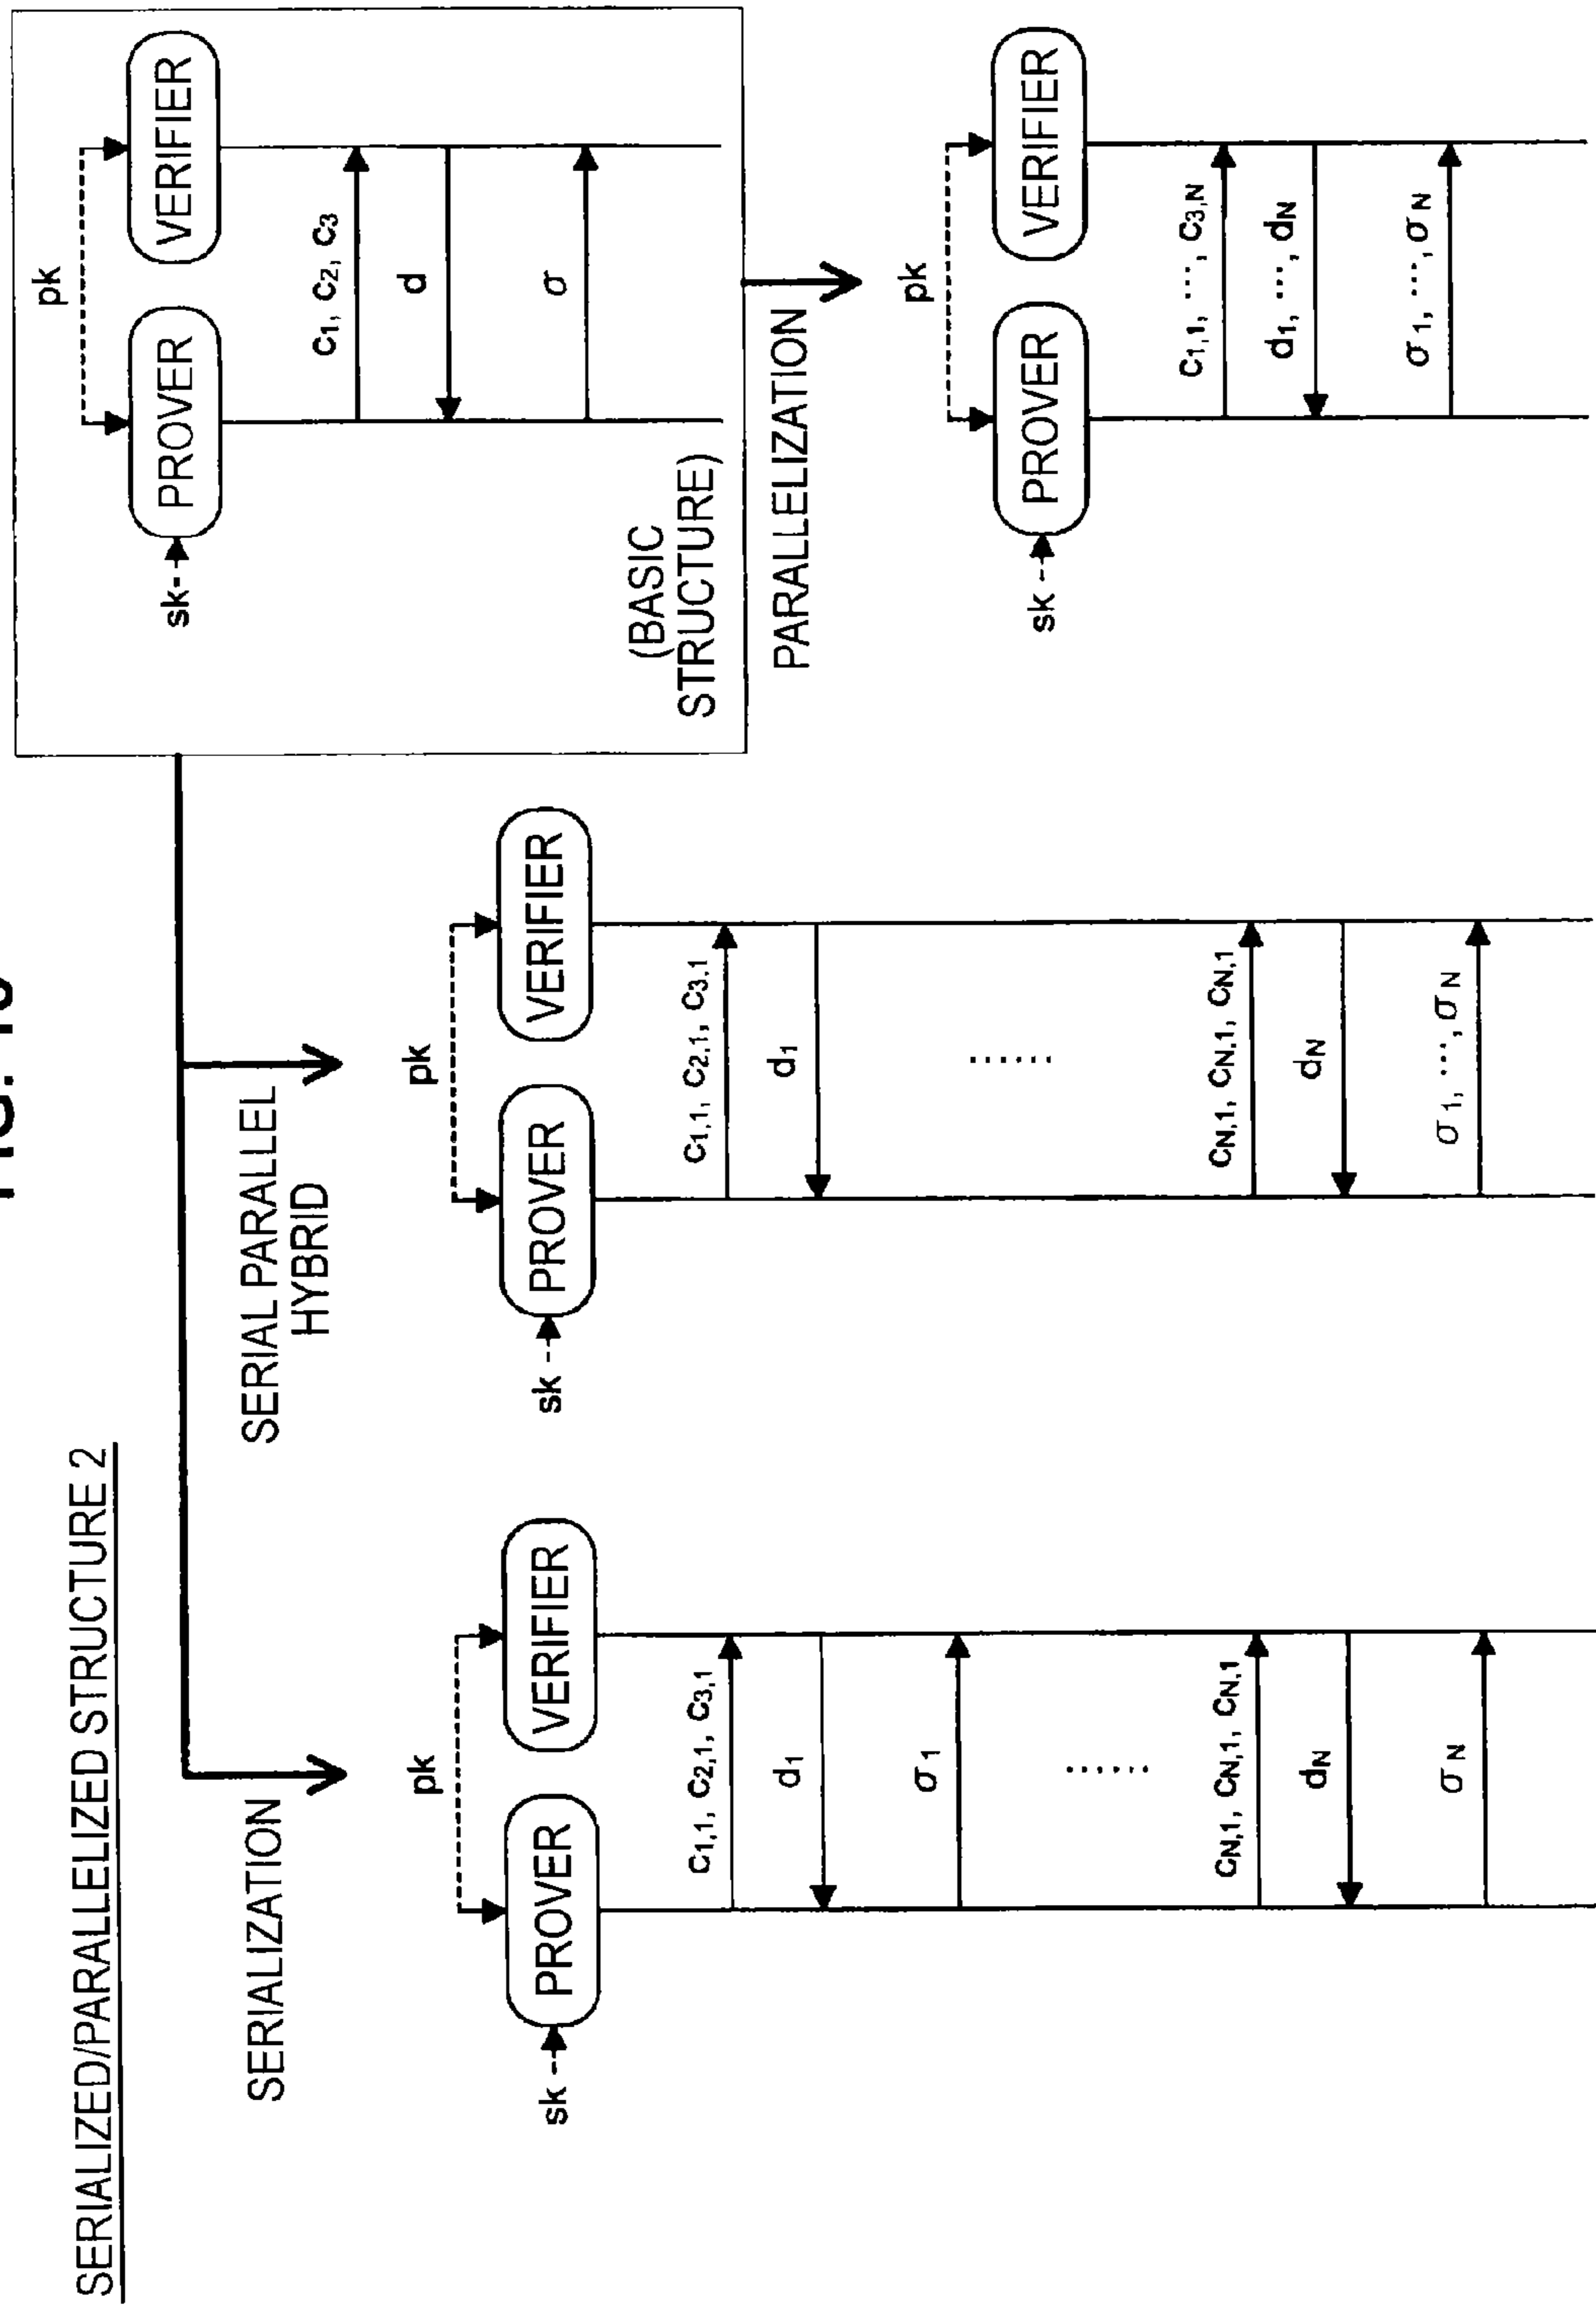 FIG.
SERIALIZED/PARALLELIZED STRUCTURE 2
pk
sk
PROVER
VERIFIER
c1, c2, c3
d
σ
(BASIC
STRUCTURE)
SERIALIZATION
pk
sk
PROVER
VERIFIER
c1,1, c2,1, c3,1
d1
σ1
······
cN,1, cN,1, cN,1
dN
σN
SERIAL PARALLEL
HYBRID
pk
sk
PROVER
VERIFIER
c1,1, c2,1, c3,1
d1
······
cN,1, cN,1, cN,1
dN
σ1, ···, σN
PARALLELIZATION
pk
sk
PROVER
VERIFIER
c1,1, ···, c3,N
d1, ···, dN
σ1, ···, σN